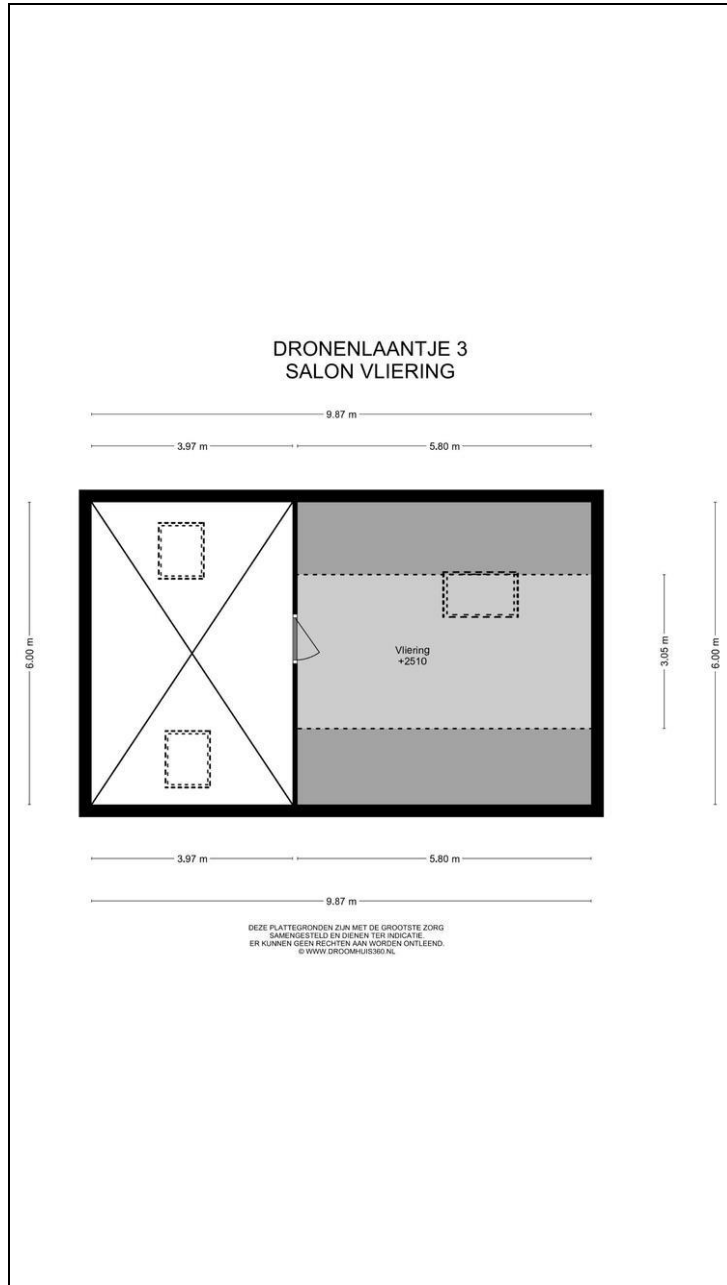 DRONENLAANTJE 3
SALON VLIERING
9.87 m
3.97 m
5.80 m
6.00 m
3.05 m
6.00 m
Vliering
+2510
3.97 m
5.80 m
9.87 m
DEZE PLATTEGRONDEN ZIJN MET DE GROOTSTE ZORG
SAMENGESTELD EN DIENEN TER INDICATIE.
ER KUNNEN GEEN RECHTEN AAN WORDEN ONTLEEND.
© WWW.DROOMHUIS360.NL